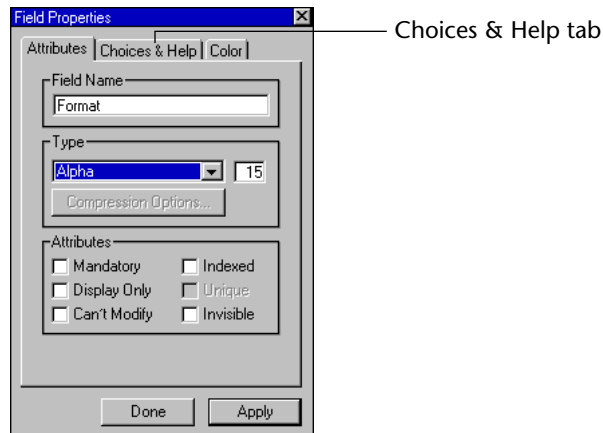 Field Properties
Choices & Help tab
Attributes
Choices & Help
Color
Field Name
Format
Type
Alpha
15
Compression Options...
Attributes
Mandatory
Indexed
Display Only
Unique
Can't Modify
Invisible
Done
Apply